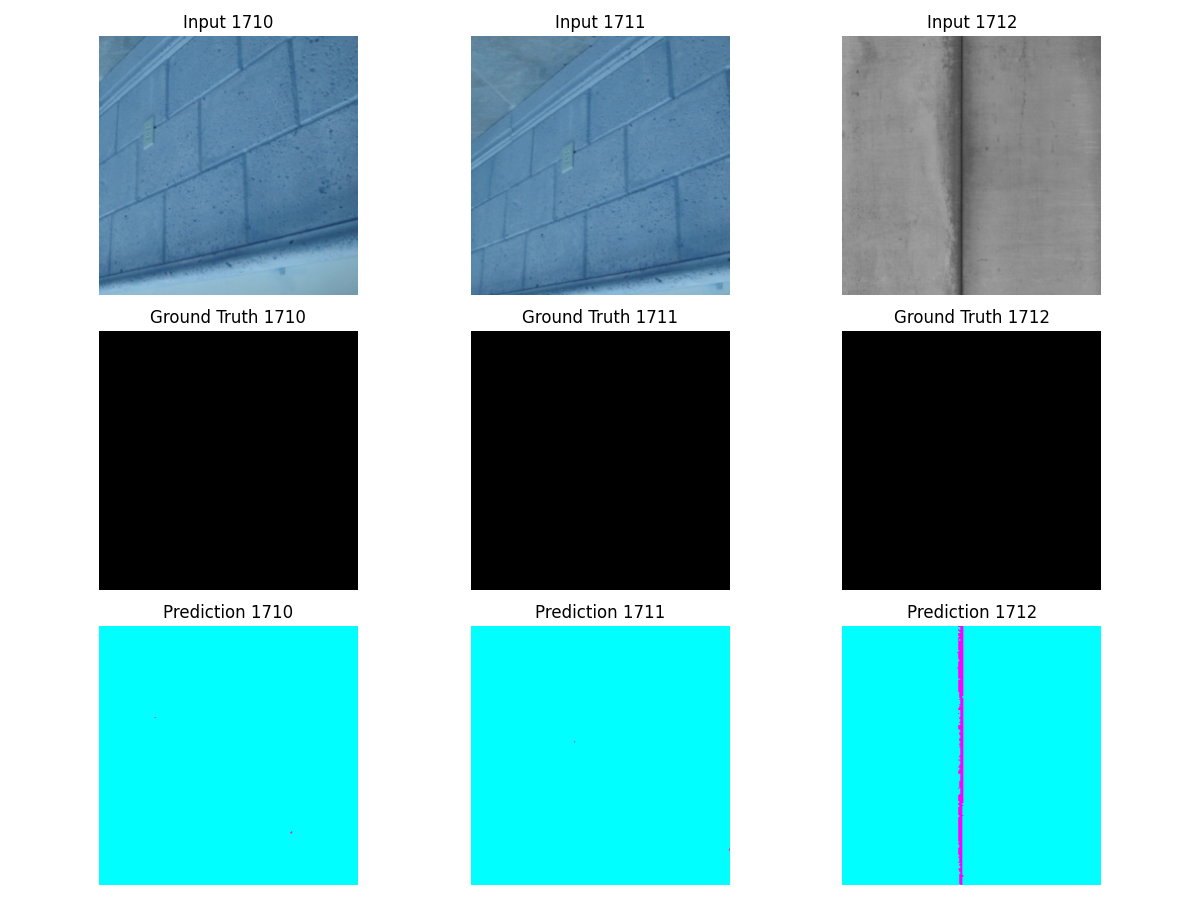 Input 1710
Input 1711
Input 1712
Ground Truth 1710
Ground Truth 1711
Ground Truth 1712
Prediction 1710
Prediction 1711
Prediction 1712